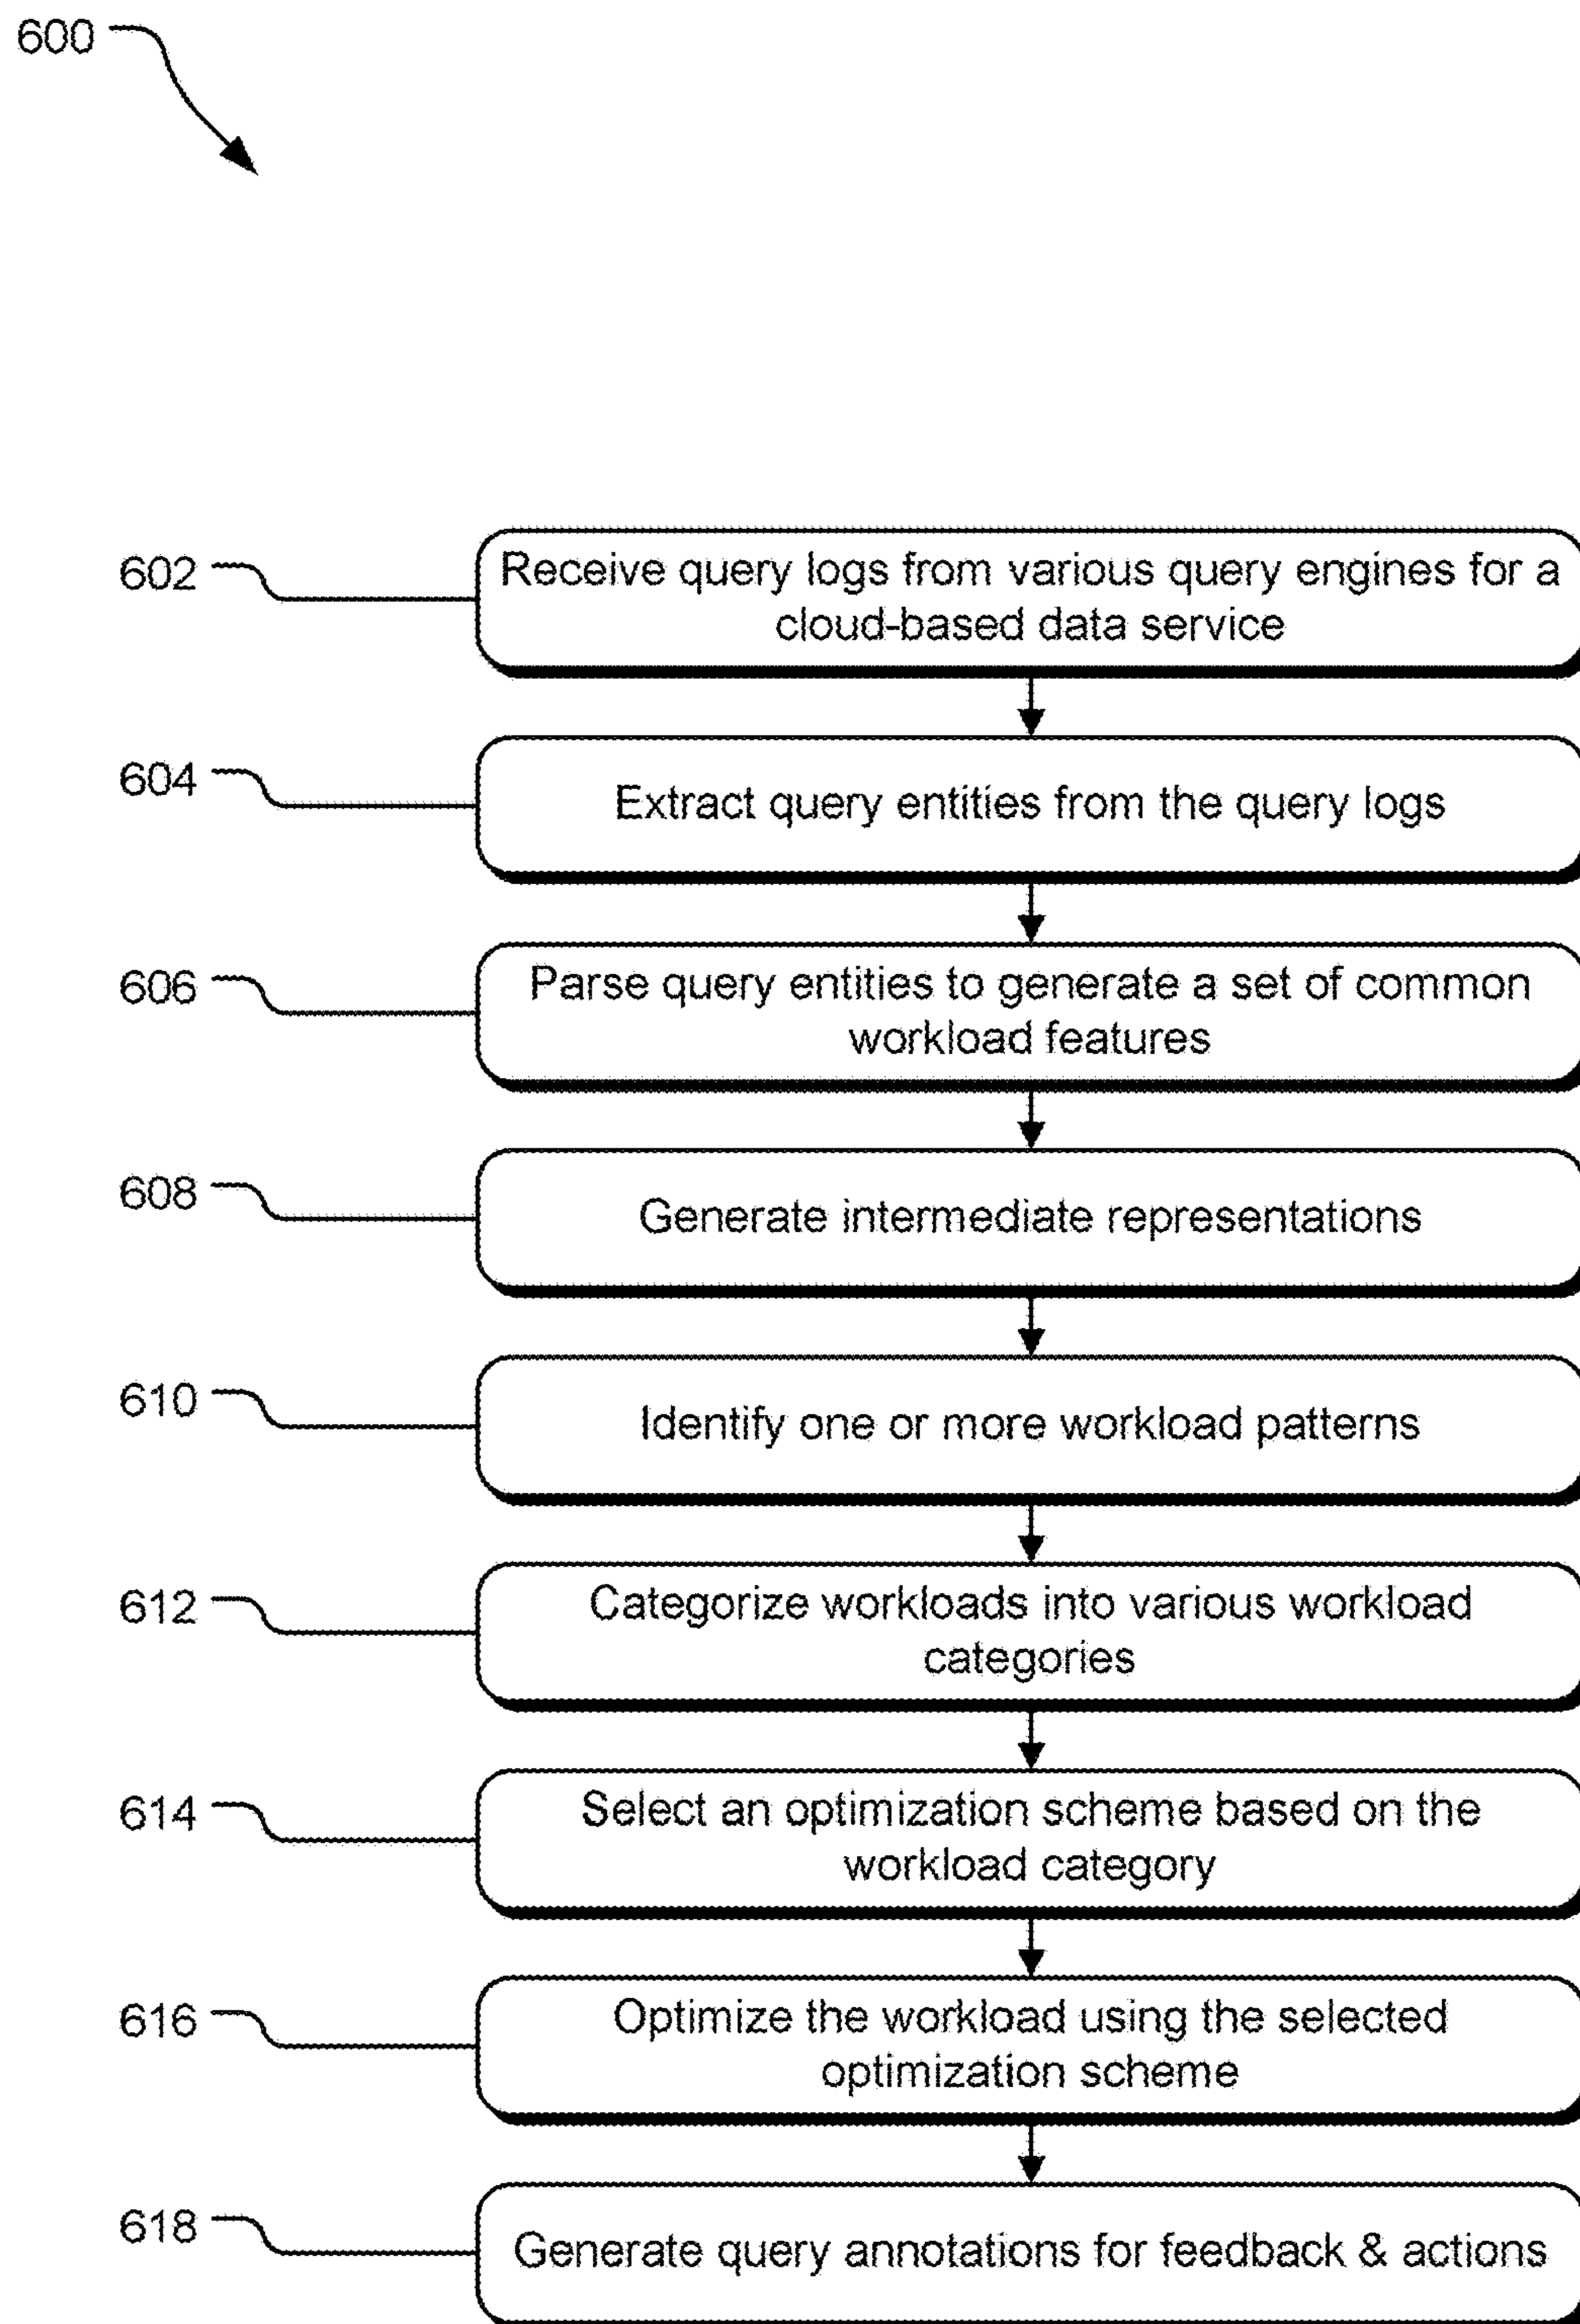 600
602
Receive query logs from various query engines for a
cloud-based data service
604
Extract query entities from the query logs
606
Parse query entities to generate a set of common
workload features
608
Generate intermediate representations
610
Identify one or more workload patterns
612
Categorize workloads into various workload
categories
614
Select an optimization scheme based on the
workload category
616
Optimize the workload using the selected
optimization scheme
618
Generate query annotations for feedback & actions